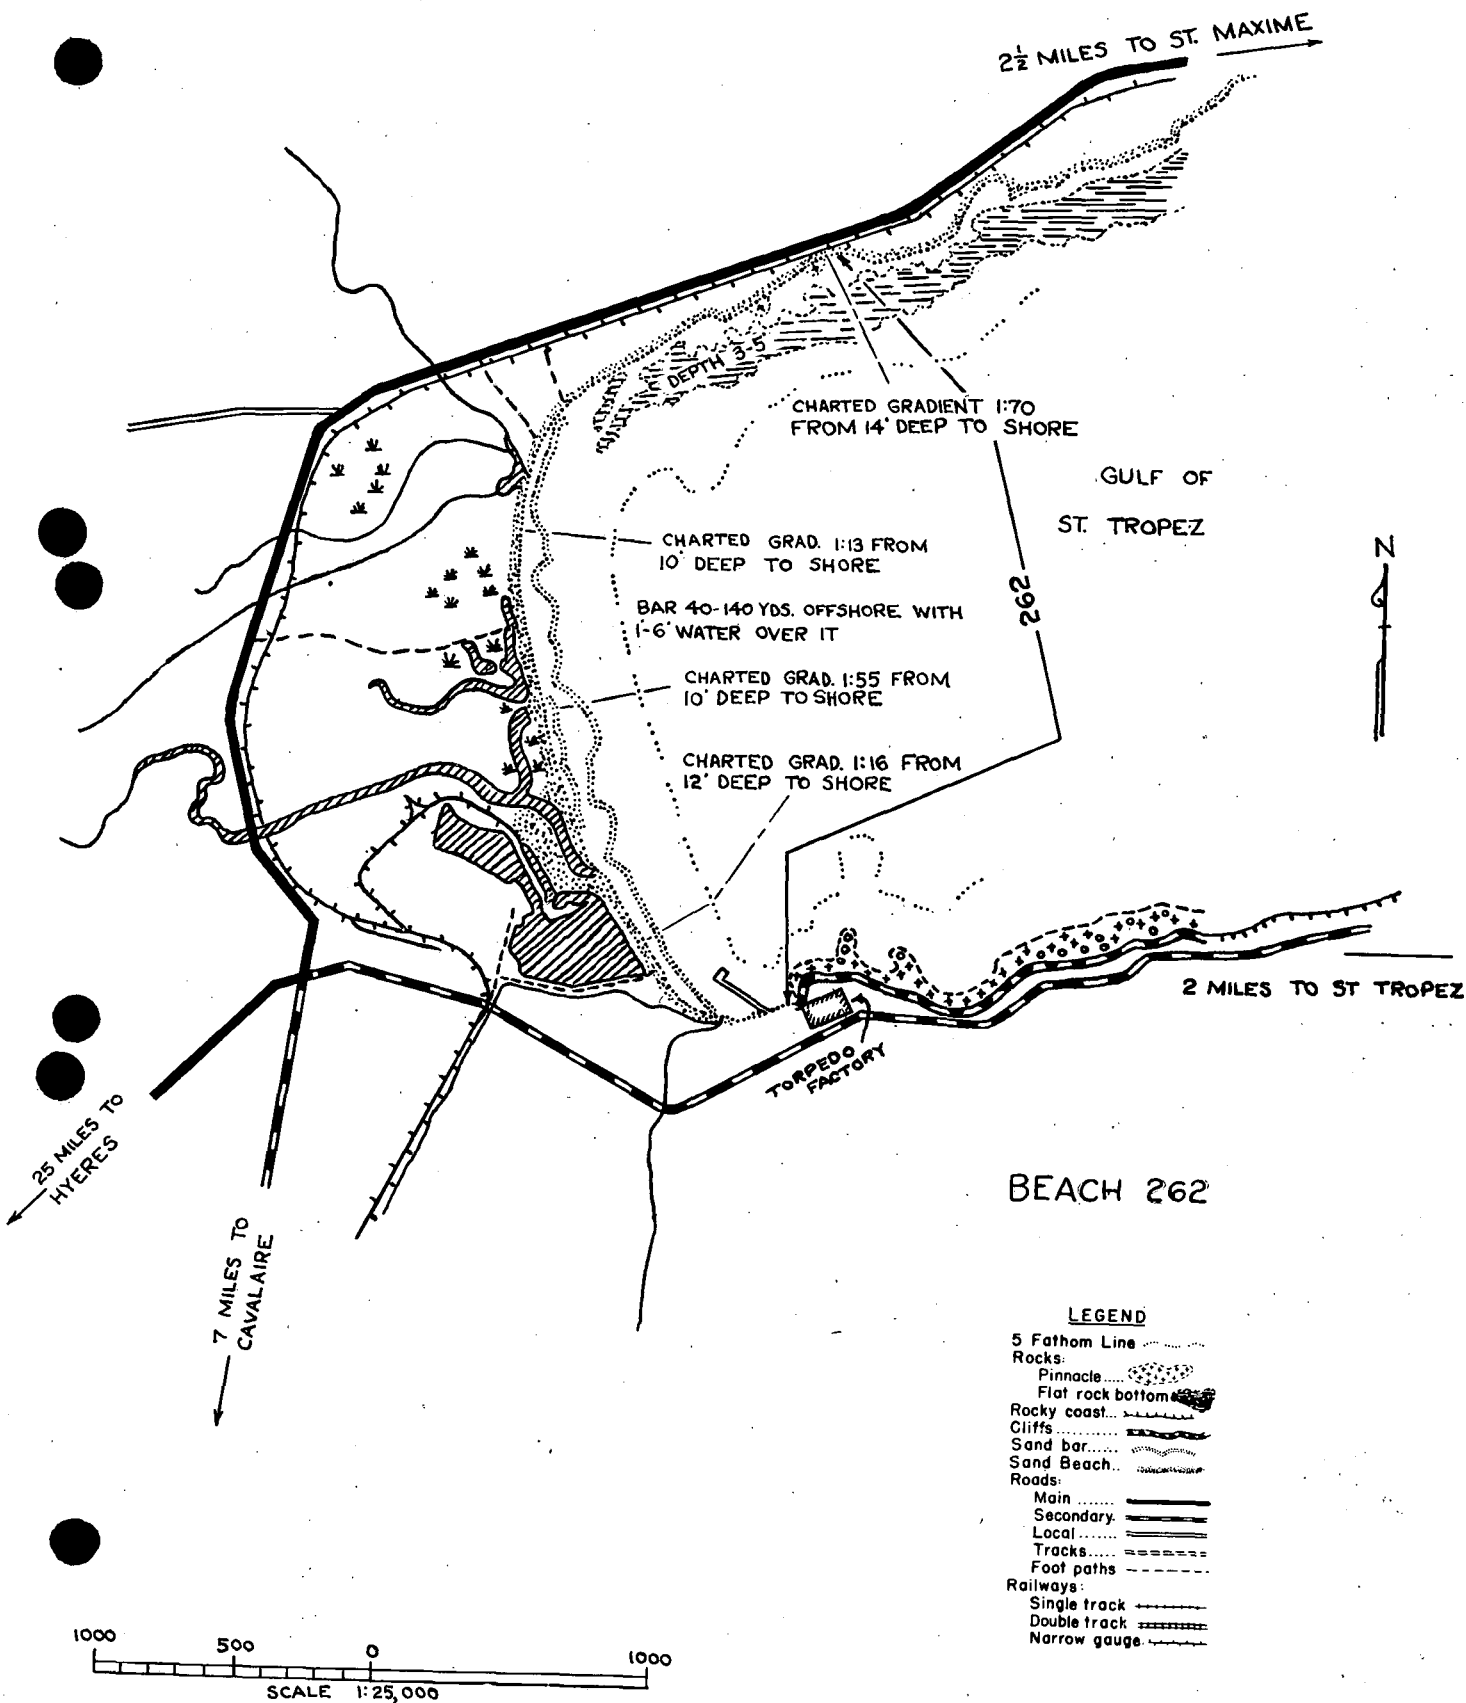 2½ MILES TO ST. MAXIME
DEPTH 3-5
CHARTED GRADIENT 1:70
FROM 14' DEEP TO SHORE
GULF OF
ST. TROPEZ
N
CHARTED GRAD. 1:13 FROM
10' DEEP TO SHORE
262
BAR 40-140 YDS. OFFSHORE WITH
1-6' WATER OVER IT
CHARTED GRAD. 1:55 FROM
10' DEEP TO SHORE
CHARTED GRAD. 1:16 FROM
12' DEEP TO SHORE
2 MILES TO ST TROPEZ
TORPEDO
FACTORY
25 MILES TO
HYERES
7 MILES TO
CAVALAIRE
BEACH 262
LEGEND
5 Fathom Line
Rocks:
Pinnacle.....
Flat rock bottom
Rocky coast...
Cliffs..........
Sand bar.....
Sand Beach..
Roads:
Main .......
Secondary.
Local.......
Tracks.....
Foot paths
Railways:
Single track
Double track
Narrow gauge.
1000 500 0 1000
SCALE 1:25,000